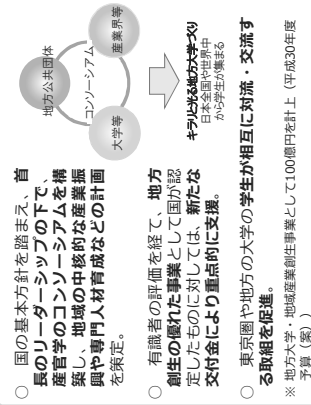 ○ 国の基本方針を踏まえ、首
長のリーダーシップの下で、
産官学のコンソーシアムを構
築し、地域の中核的な産業振
興や専門人材育成などの計画
を策定。
○ 有識者の評価を経て、地方
創生の優れた事業として国が認
定したものに対しては、新たな
交付金により重点的に支援。
○ 東京圏や地方の大学の学生が相互に対流・交流す
る取組を促進。
※ 地方大学・地域産業創生事業として100億円を計上（平成30年度
予算（案））
地方公共団体
コンソーシアム
大学等
産業界等
キラリと光る地方大学づくり
日本全国や世界中
から学生が集まる